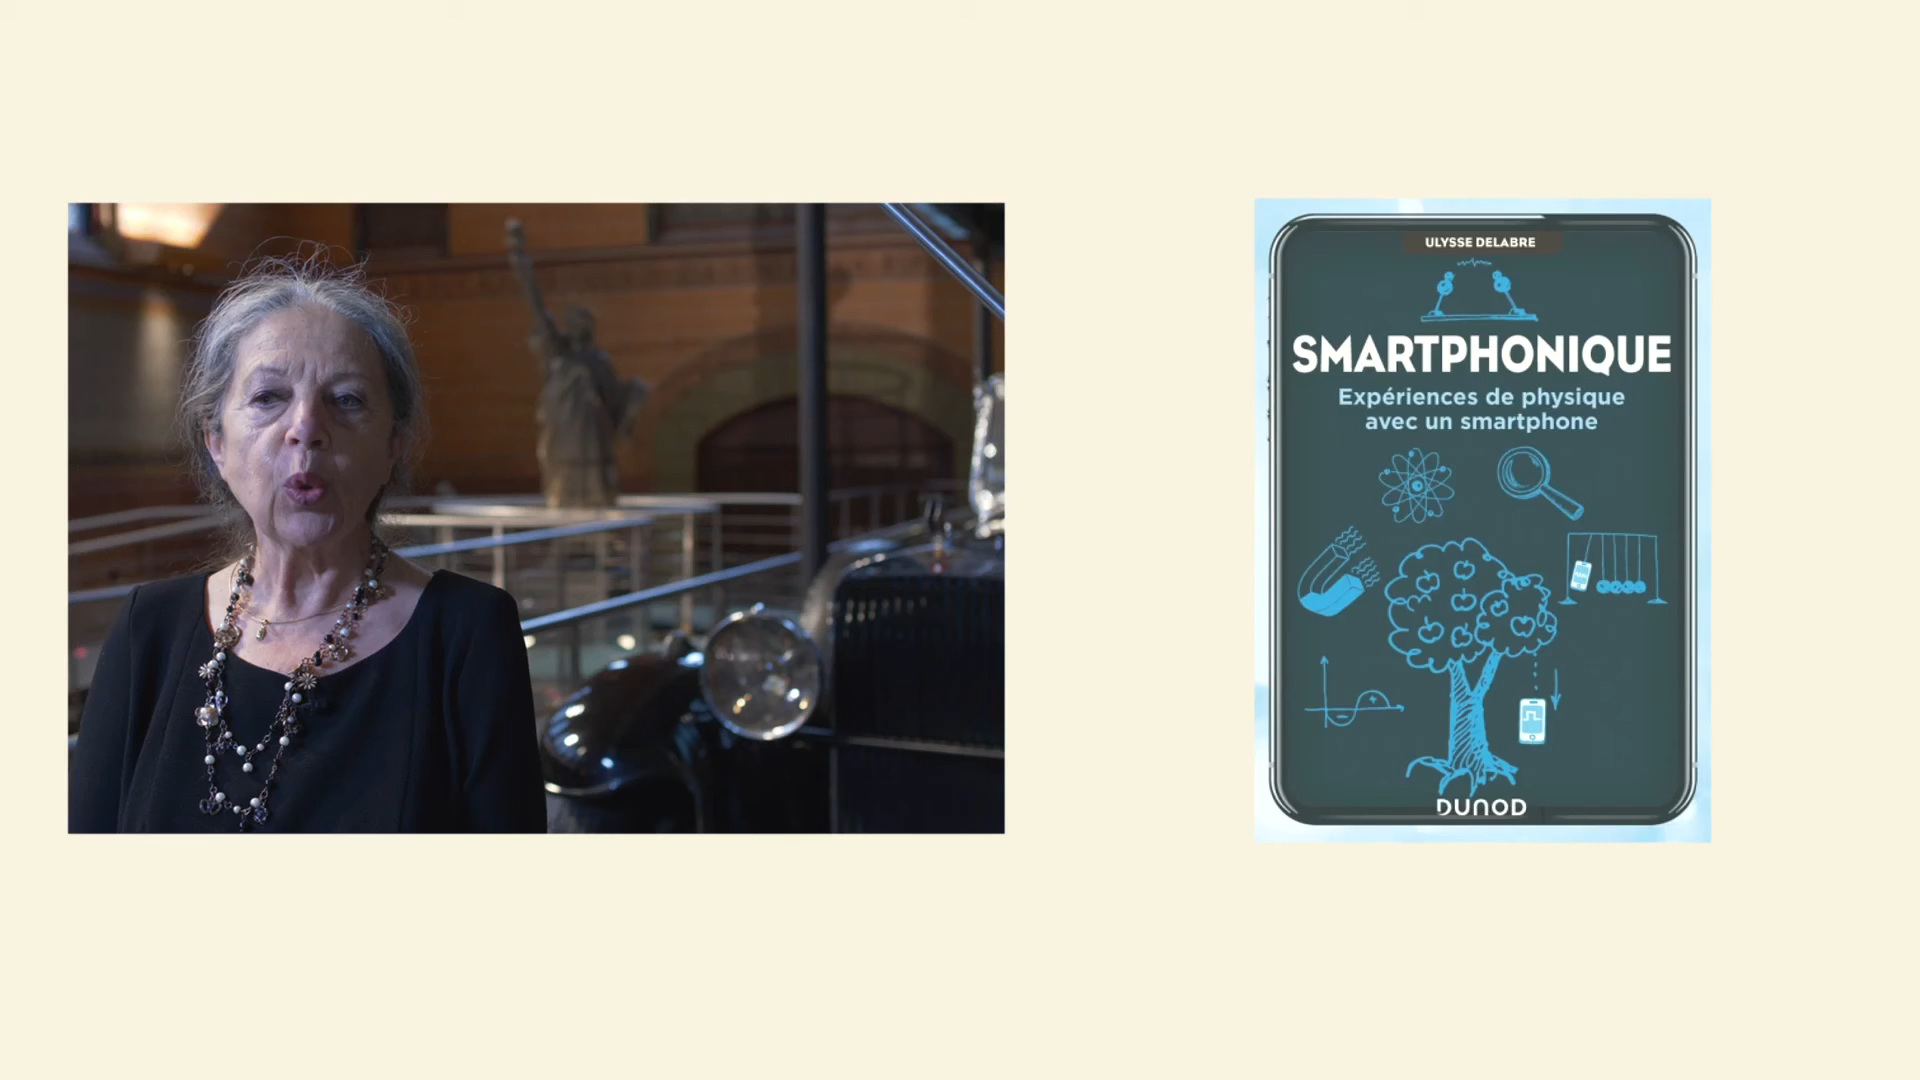 ULYSSE DELABRE
SMARTPHONIQUE
Expériences de physique
avec un smartphone
DUNOD